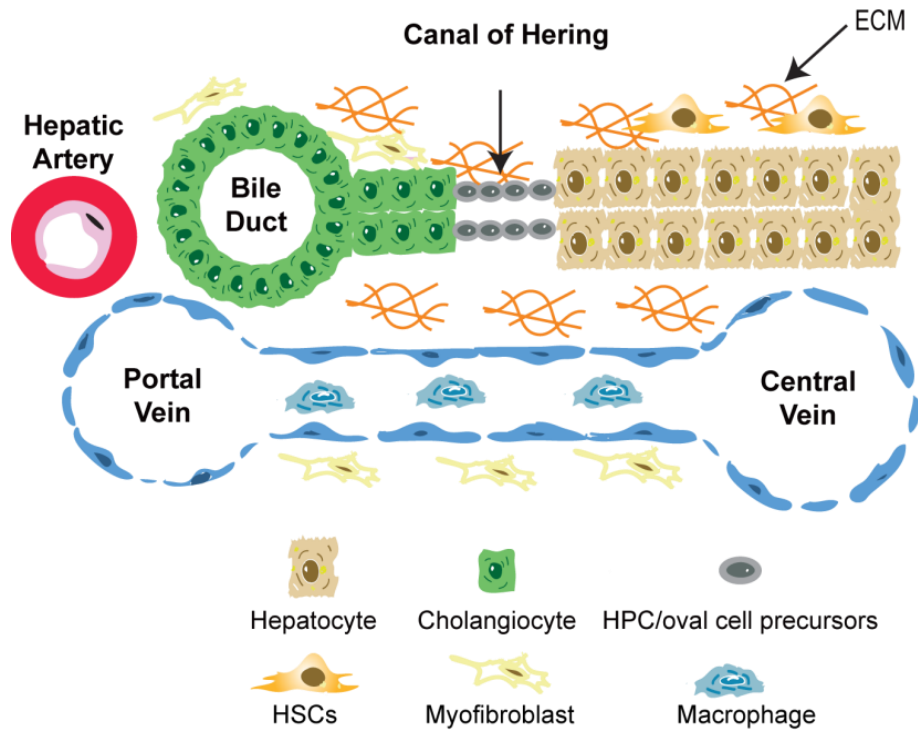 ECM
Canal of Hering
Hepatic
Artery
Bile
Duct
Portal
Vein
Central
Vein
Hepatocyte
Cholangiocyte
HPC/oval cell precursors
HSCs
Myofibroblast
Macrophage